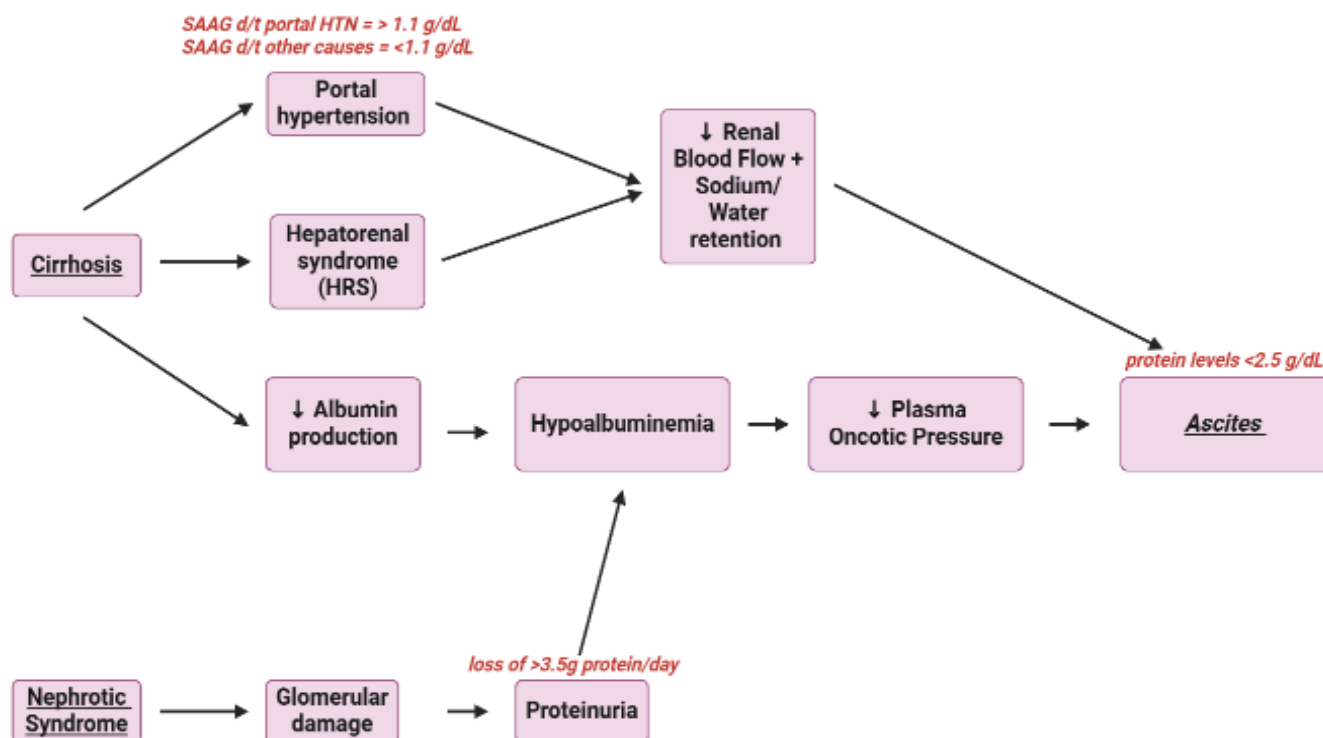 SAAG d/t portal HTN = > 1.1 g/dL
SAAG d/t other causes = <1.1 g/dL
Portal
hypertension
↓ Renal
Blood Flow +
Sodium/
Water
retention
Cirrhosis
Hepatorenal
syndrome
(HRS)
protein levels <2.5 g/dL
↓ Albumin
production
Hypoalbuminemia
↓ Plasma
Oncotic Pressure
Ascites
loss of >3.5g protein/day
Nephrotic
Syndrome
Glomerular
damage
Proteinuria